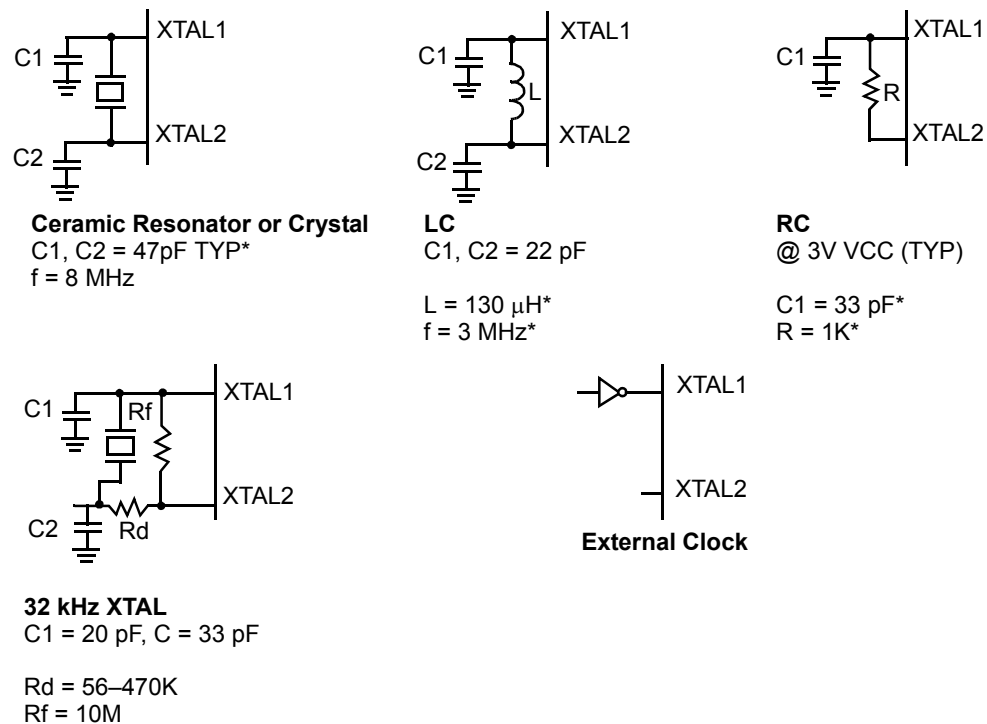 XTAL1
C1
XTAL2
C2
Ceramic Resonator or Crystal
C1, C2 = 47pF TYP*
f = 8 MHz
XTAL1
C1
L
XTAL2
C2
LC
C1, C2 = 22 pF
L = 130 μH*
f = 3 MHz*
XTAL1
C1
R
XTAL2
RC
@ 3V VCC (TYP)
C1 = 33 pF*
R = 1K*
XTAL1
C1
Rf
XTAL2
C2
Rd
32 kHz XTAL
C1 = 20 pF, C = 33 pF
Rd = 56–470K
Rf = 10M
XTAL1
XTAL2
External Clock